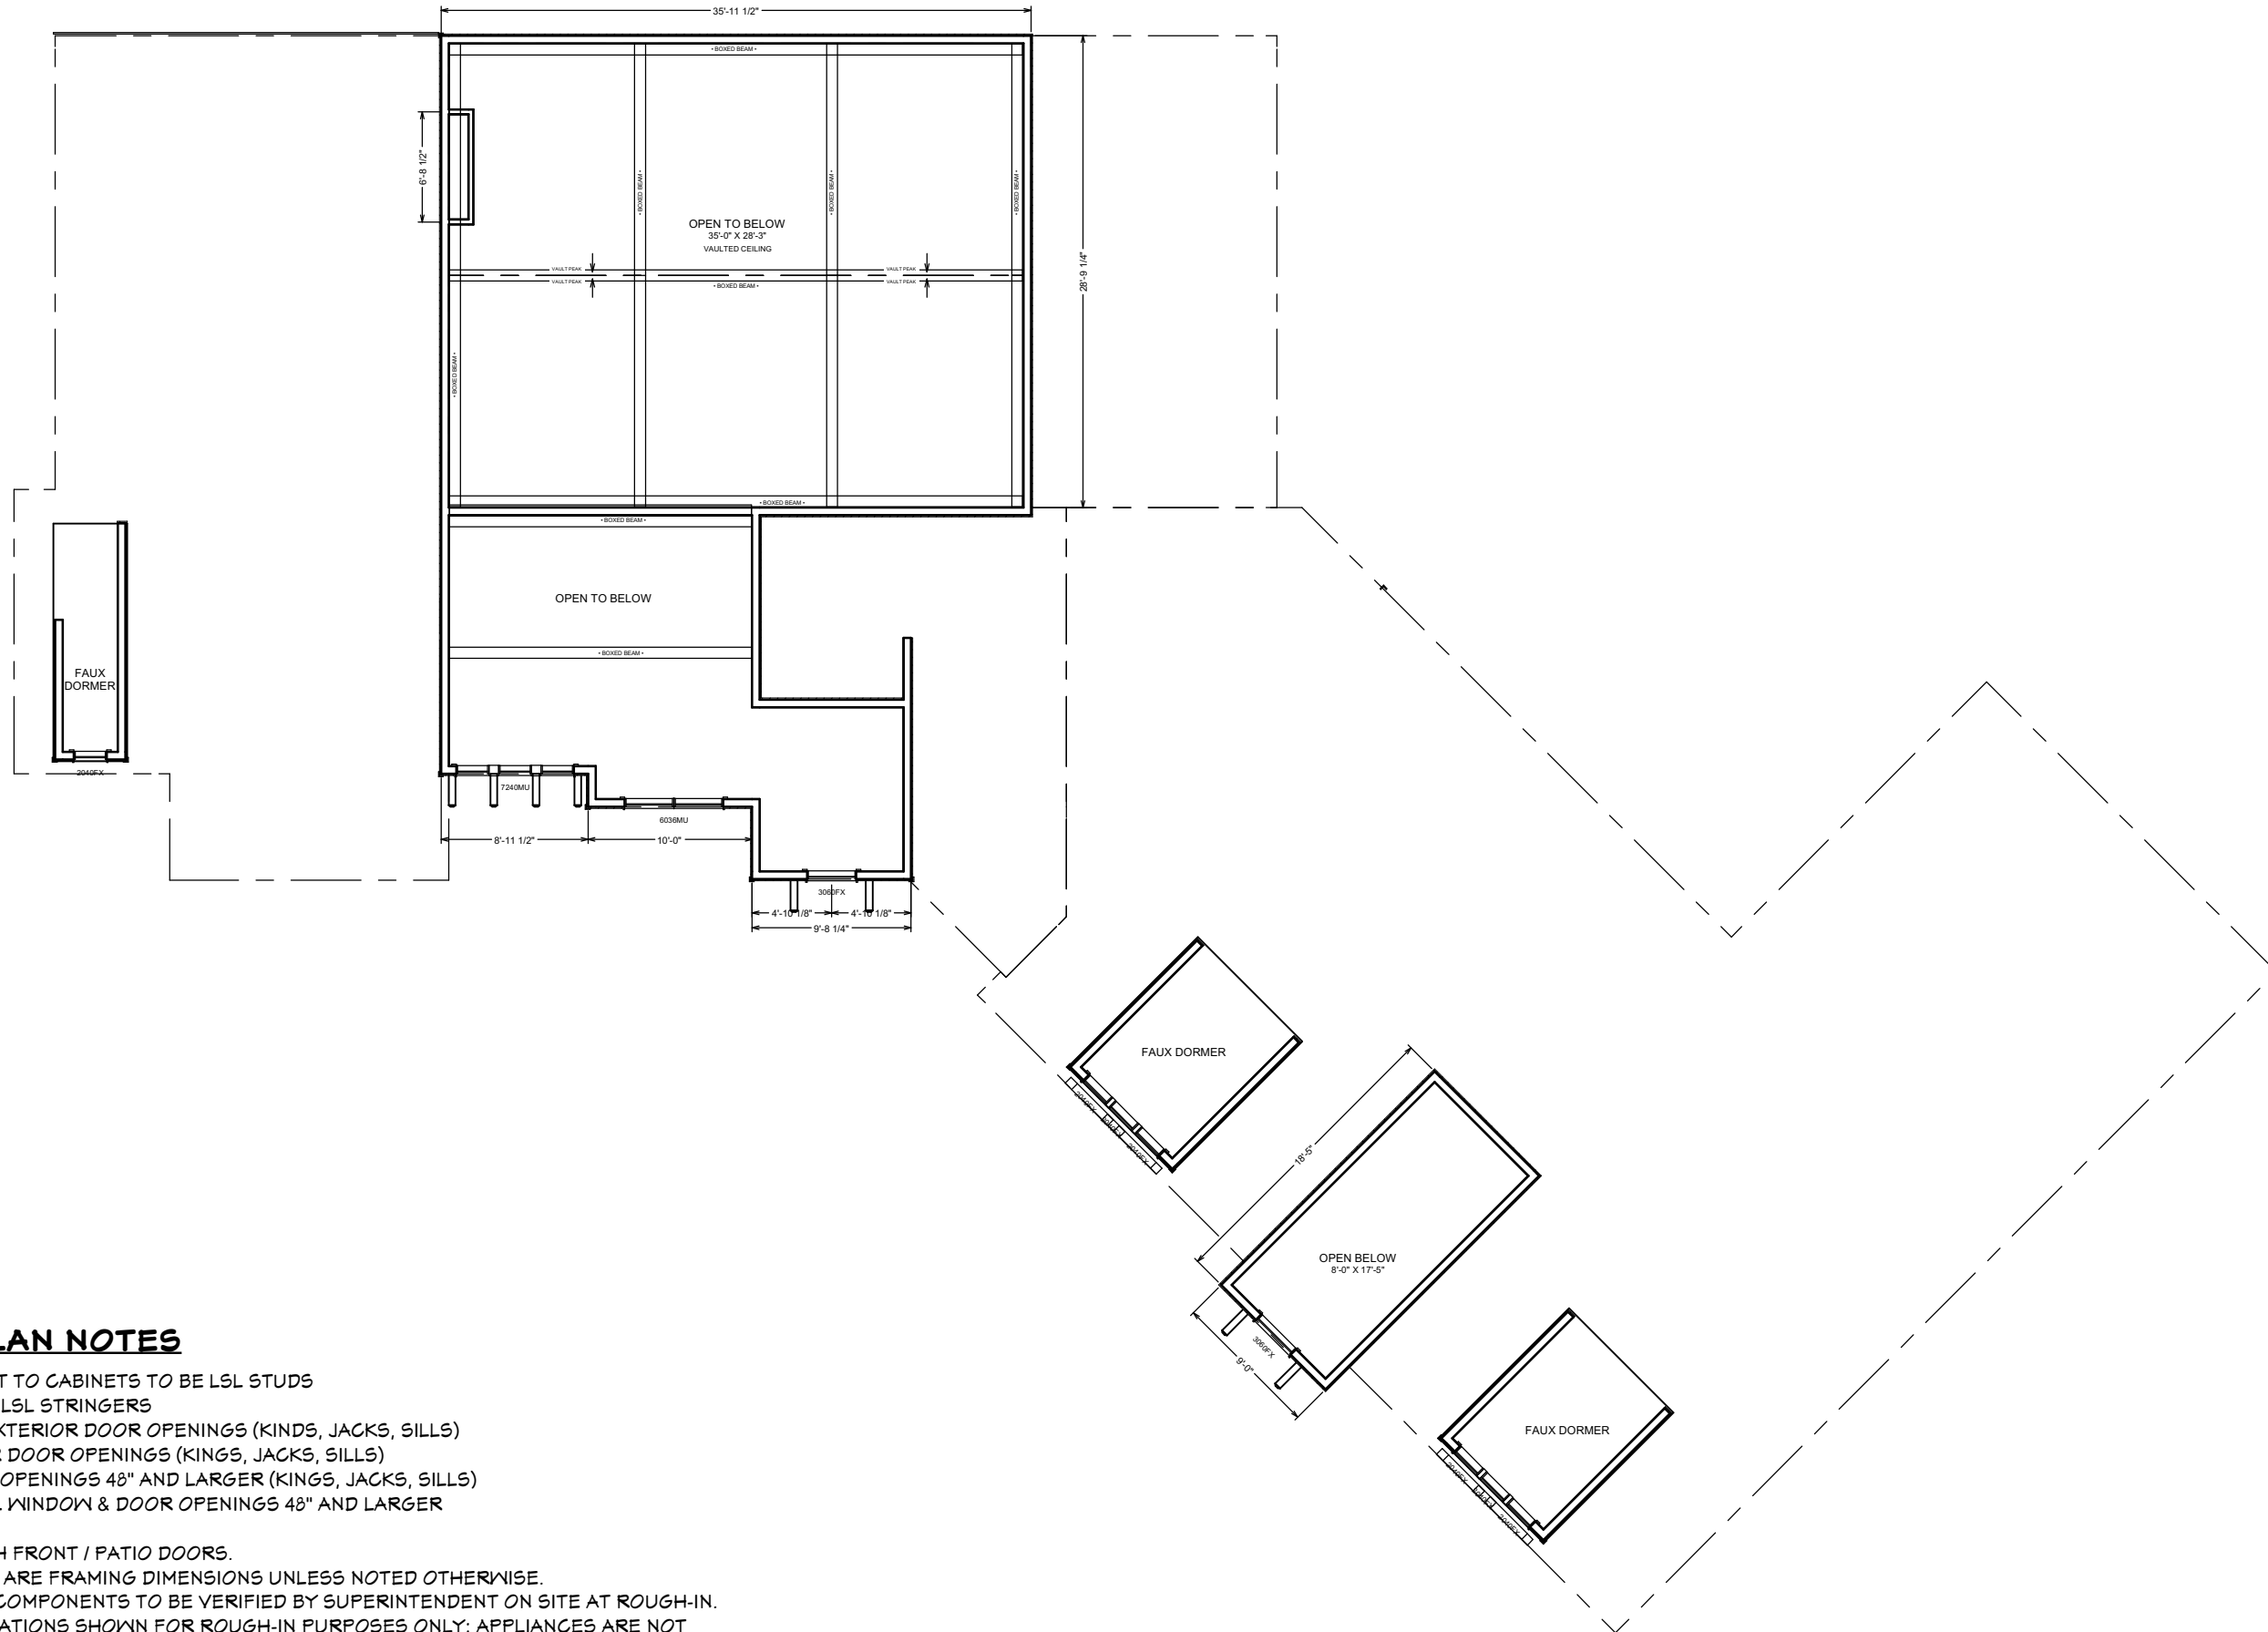 35'-11 1/2"
• BOXED BEAM •
6'-8 1/2"
• BOXED BEAM •
• BOXED BEAM •
• BOXED BEAM •
OPEN TO BELOW
35'-0" X 28'-3"
VAULTED CEILING
VAULT PEAK
VAULT PEAK
VAULT PEAK
VAULT PEAK
• BOXED BEAM •
28'-9 1/4"
• BOXED BEAM •
• BOXED BEAM •
• BOXED BEAM •
OPEN TO BELOW
• BOXED BEAM •
FAUX
DORMER
2040FX
7240MU
6036MU
8'-11 1/2"
10'-0"
3060FX
4'-10 1/8"
4'-10 1/8"
9'-8 1/4"
FAUX DORMER
2040FX
2040FX
18'-5"
OPEN BELOW
8'-0" X 17'-5"
3060FX
9'-0"
FAUX DORMER
2040FX
2040FX
LAN NOTES
T TO CABINETS TO BE LSL STUDS
LSL STRINGERS
XTERIOR DOOR OPENINGS (KINDS, JACKS, SILLS)
R DOOR OPENINGS (KINGS, JACKS, SILLS)
OPENINGS 48" AND LARGER (KINGS, JACKS, SILLS)
L WINDOW & DOOR OPENINGS 48" AND LARGER
H FRONT / PATIO DOORS.
ARE FRAMING DIMENSIONS UNLESS NOTED OTHERWISE.
COMPONENTS TO BE VERIFIED BY SUPERINTENDENT ON SITE AT ROUGH-IN.
ATIONS SHOWN FOR ROUGH-IN PURPOSES ONLY; APPLIANCES ARE NOT